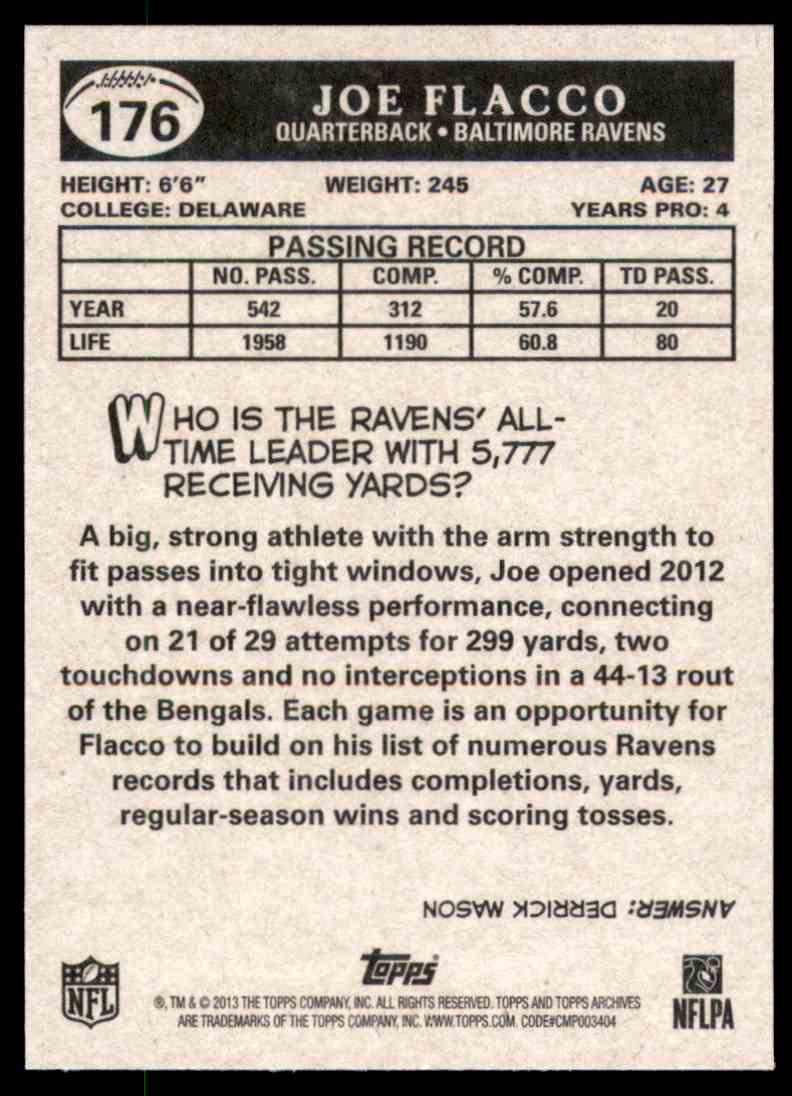 176
JOE FLACCO
QUARTERBACK • BALTIMORE RAVENS
HEIGHT: 6'6" WEIGHT: 245 AGE: 27
COLLEGE: DELAWARE YEARS PRO: 4
PASSING RECORD
NO. PASS. COMP. % COMP. TD PASS.
YEAR 542 312 57.6 20
LIFE 1958 1190 60.8 80
WHO IS THE RAVENS' ALL-
TIME LEADER WITH 5,777
RECEIVING YARDS?
A big, strong athlete with the arm strength to
fit passes into tight windows, Joe opened 2012
with a near-flawless performance, connecting
on 21 of 29 attempts for 299 yards, two
touchdowns and no interceptions in a 44-13 rout
of the Bengals. Each game is an opportunity for
Flacco to build on his list of numerous Ravens
records that includes completions, yards,
regular-season wins and scoring tosses.
ANSWER: DERRICK MASON
NFL
Topps
®, TM & © 2013 THE TOPPS COMPANY, INC. ALL RIGHTS RESERVED. TOPPS AND TOPPS ARCHIVES
ARE TRADEMARKS OF THE TOPPS COMPANY, INC. WWW.TOPPS.COM. CODE#CMP003404
NFLPA